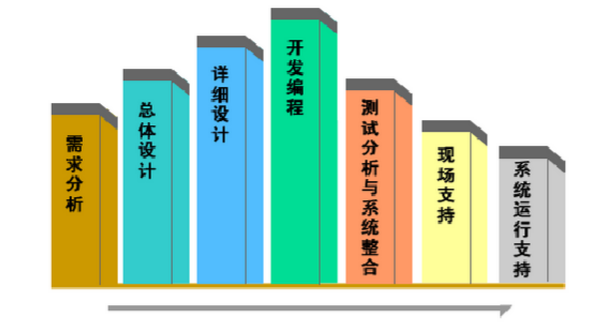 需求分析
总体设计
详细设计
开发编程
测试分析与系统整合
现场支持
系统运行支持